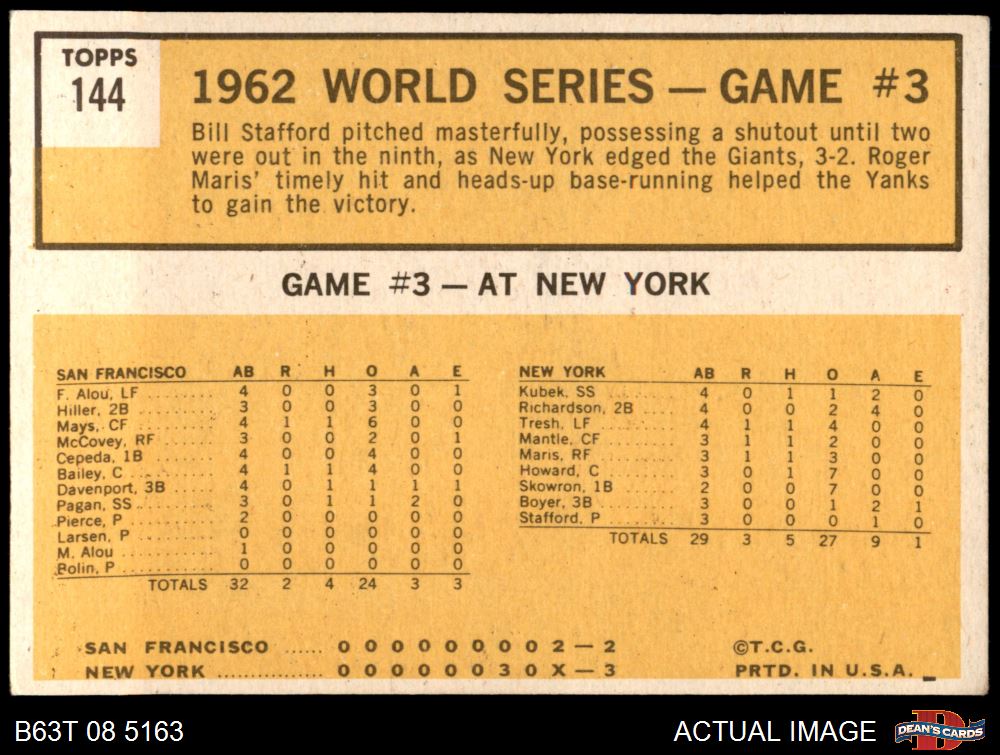 TOPPS
144
1962 WORLD SERIES — GAME #3
Bill Stafford pitched masterfully, possessing a shutout until two
were out in the ninth, as New York edged the Giants, 3-2. Roger
Maris' timely hit and heads-up base-running helped the Yanks
to gain the victory.
GAME #3 — AT NEW YORK
SAN FRANCISCO AB R H O A E
F. Alou, LF 4 0 0 3 0 1
Hiller, 2B 3 0 0 3 0 0
Mays, CF 4 1 1 6 0 0
McCovey, RF 3 0 0 2 0 1
Cepeda, 1B 4 0 0 4 0 0
Bailey, C 4 1 1 4 0 0
Davenport, 3B 4 0 1 1 1 1
Pagan, SS 3 0 1 1 2 0
Pierce, P 2 0 0 0 0 0
Larsen, P 0 0 0 0 0 0
M. Alou 1 0 0 0 0 0
Bolin, P 0 0 0 0 0 0
TOTALS 32 2 4 24 3 3
NEW YORK AB R H O A E
Kubek, SS 4 0 1 1 2 0
Richardson, 2B 4 0 0 2 4 0
Tresh, LF 4 1 1 4 0 0
Mantle, CF 3 1 1 2 0 0
Maris, RF 3 1 1 3 0 0
Howard, C 3 0 1 7 0 0
Skowron, 1B 2 0 0 7 0 0
Boyer, 3B 3 0 0 1 2 1
Stafford, P 3 0 0 0 1 0
TOTALS 29 3 5 27 9 1
SAN FRANCISCO ...... 0 0 0 0 0 0 0 0 2 — 2
NEW YORK ................ 0 0 0 0 0 0 3 0 X — 3
©T.C.G.
PRTD. IN U.S.A.
B63T 08 5163
ACTUAL IMAGE
D
DEAN'S CARDS